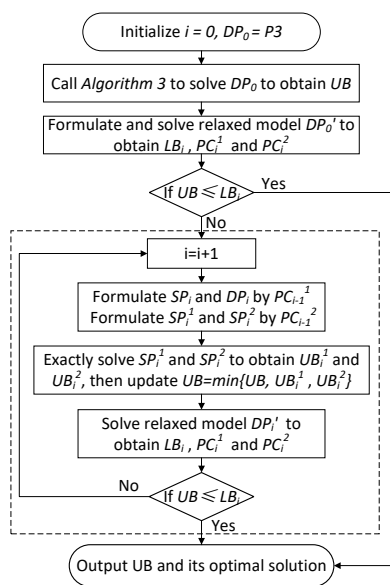 Initialize i = 0, DP₀ = P3
Call Algorithm 3 to solve DP₀ to obtain UB
Formulate and solve relaxed model DP₀' to
obtain LBᵢ , PCᵢ¹ and PCᵢ²
If UB ⩽ LBᵢ
Yes
No
i=i+1
Formulate SPᵢ and DPᵢ by PCᵢ₋₁¹
Formulate SPᵢ¹ and SPᵢ² by PCᵢ₋₁²
Exactly solve SPᵢ¹ and SPᵢ² to obtain UBᵢ¹ and
UBᵢ², then update UB=min{UB, UBᵢ¹ , UBᵢ²}
Solve relaxed model DPᵢ' to
obtain LBᵢ , PCᵢ¹ and PCᵢ²
No
If UB ⩽ LBᵢ
Yes
Output UB and its optimal solution